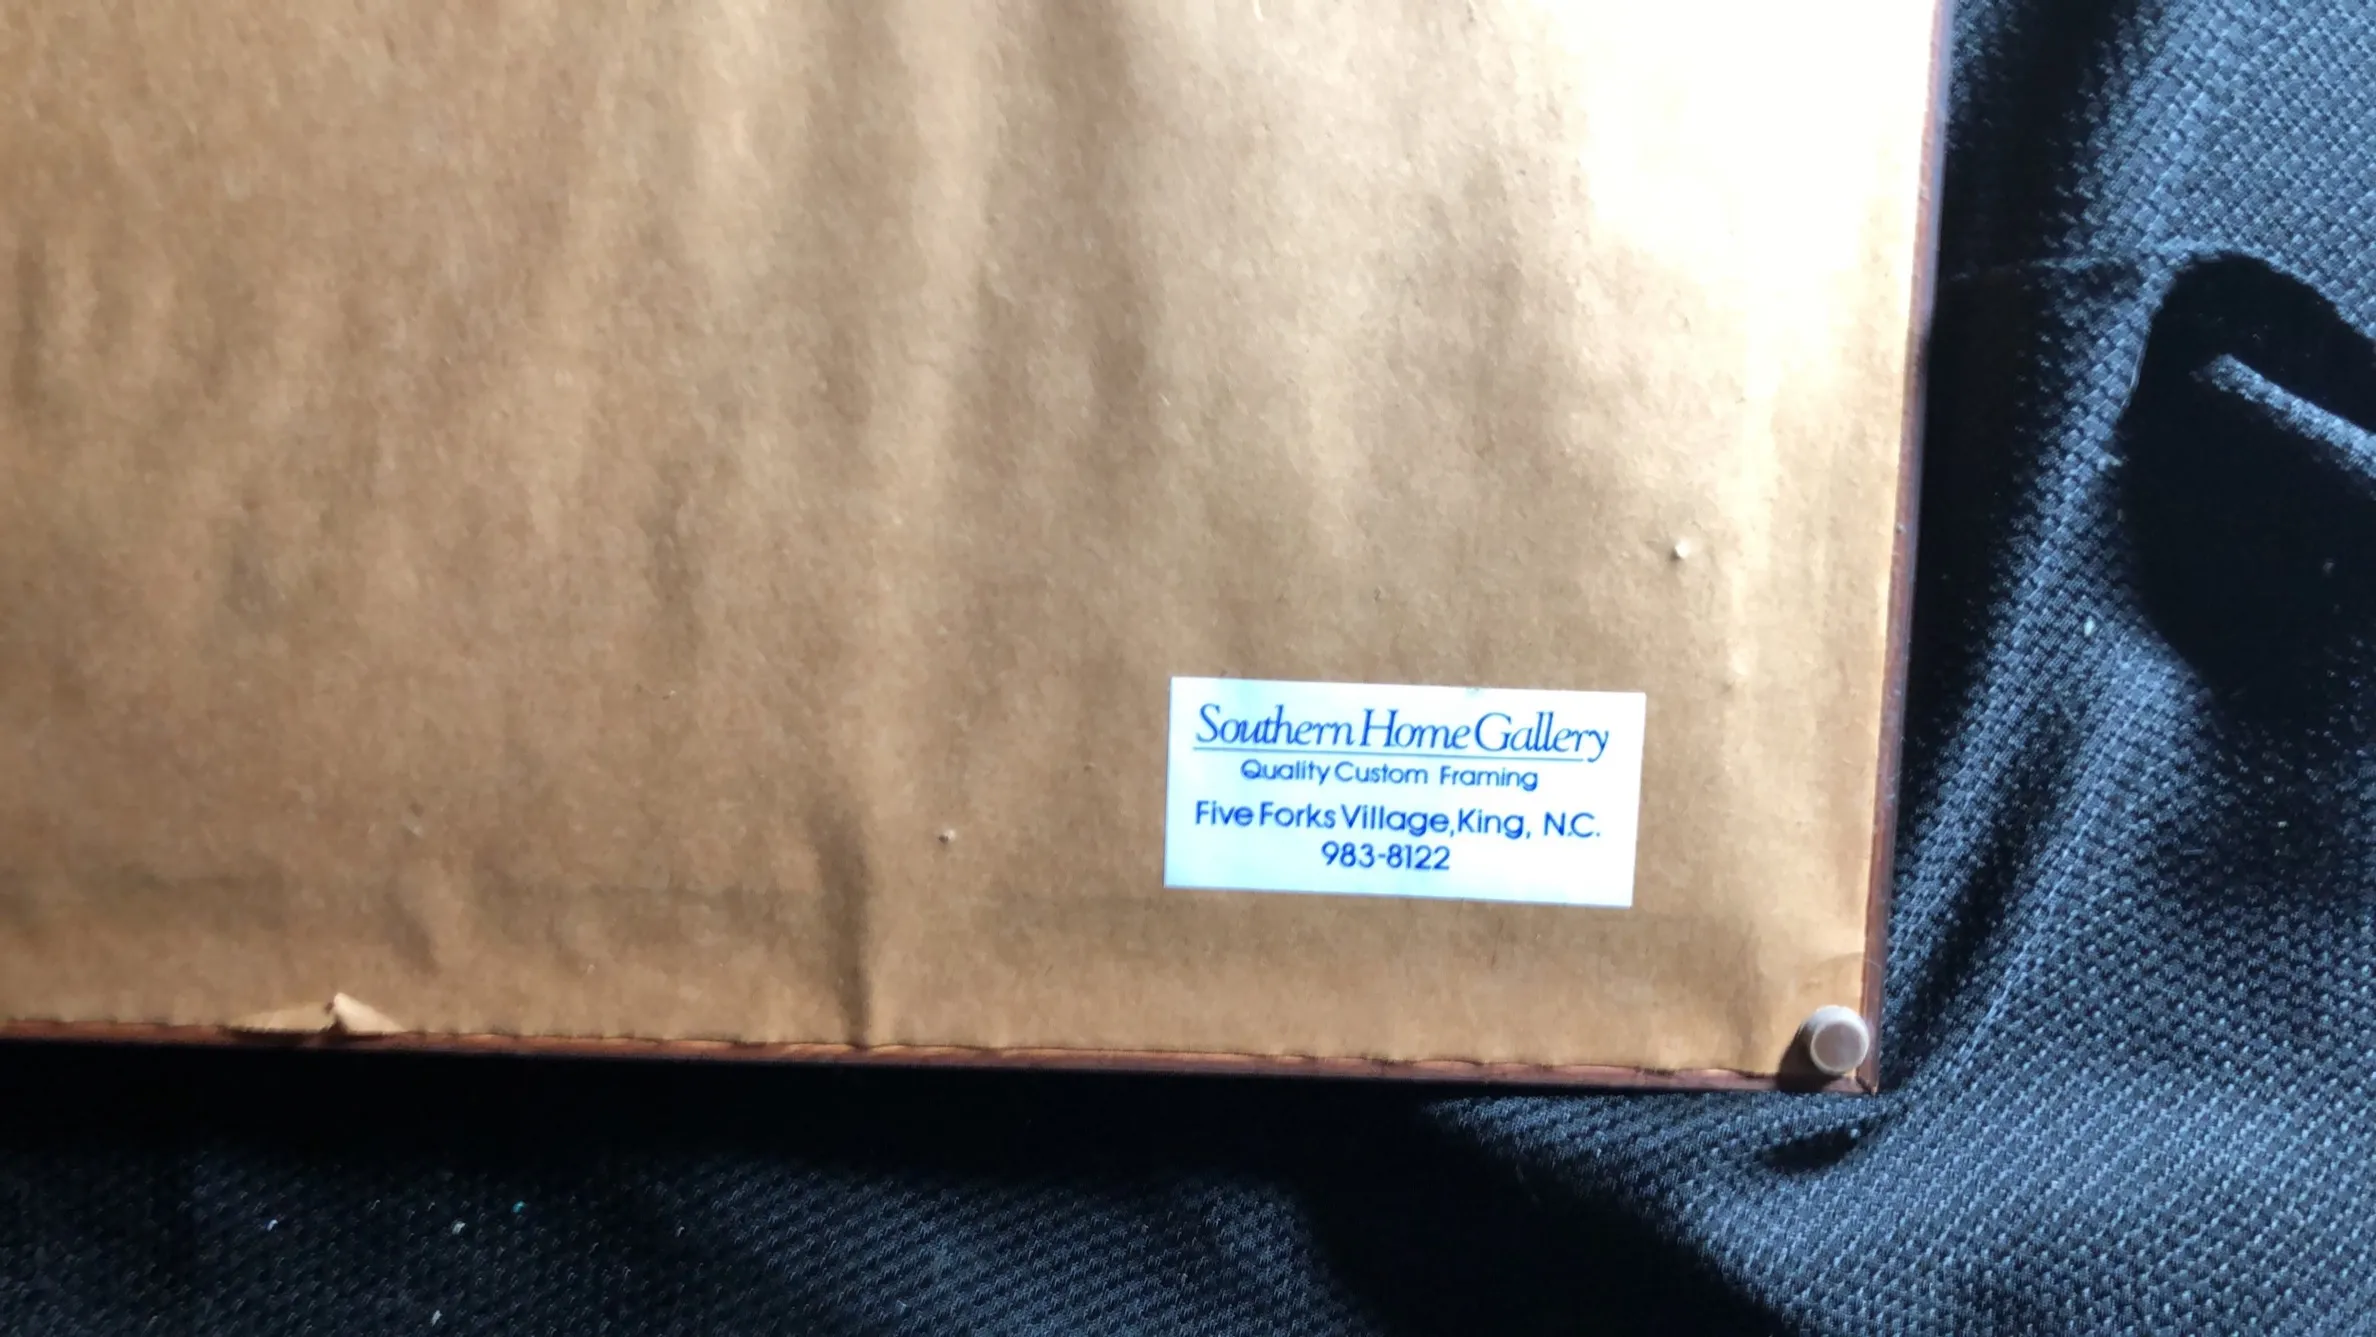 Southern Home Gallery
Quality Custom Framing
Five Forks Village, King, N.C.
983-8122